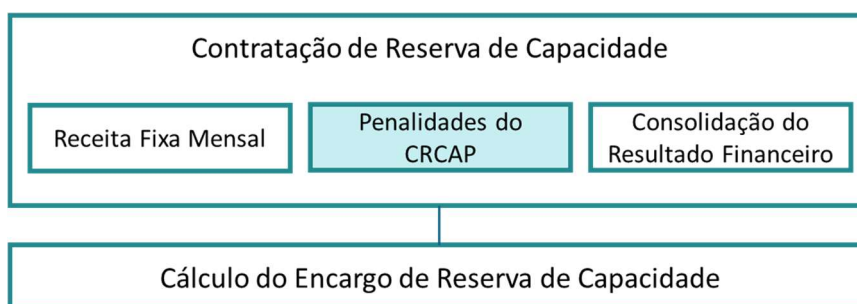 Contratação de Reserva de Capacidade
Receita Fixa Mensal
Penalidades do
CRCAP
Consolidação do
Resultado Financeiro
Cálculo do Encargo de Reserva de Capacidade